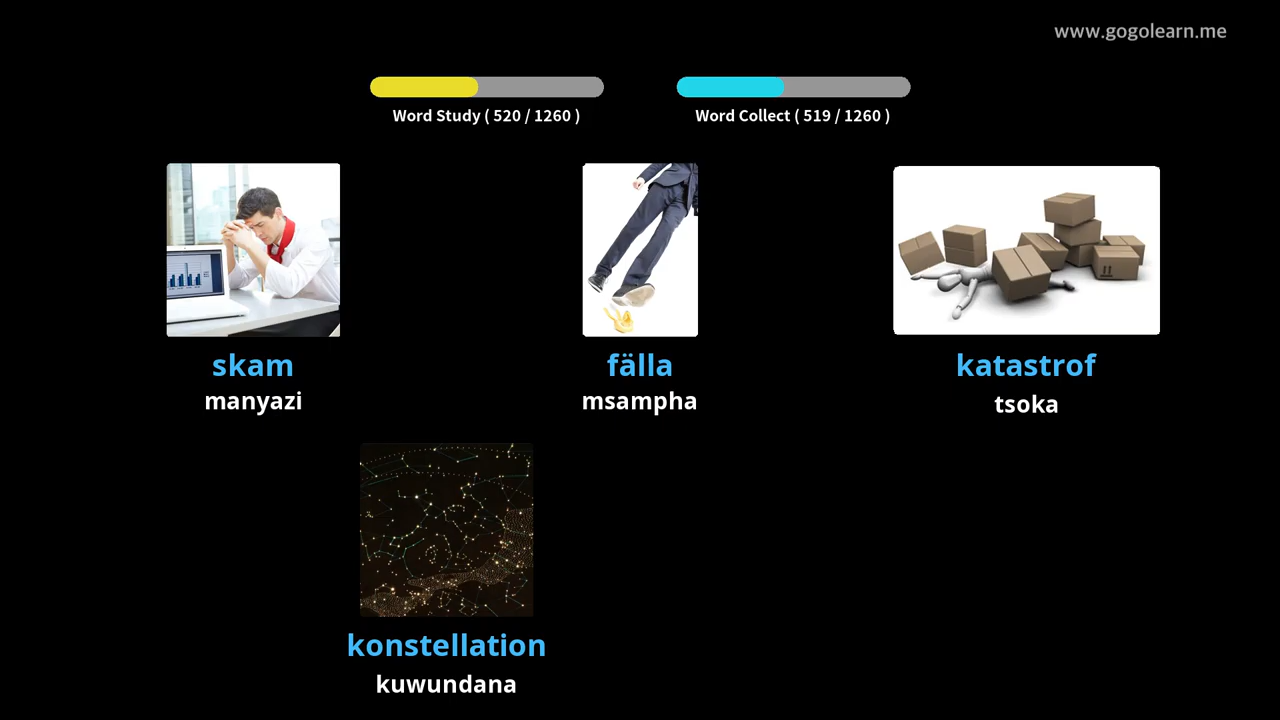 www.gogolearn.me
Word Study ( 520 / 1260 )
Word Collect ( 519 / 1260 )
skam
manyazi
fälla
msampha
katastrof
tsoka
konstellation
kuwundana